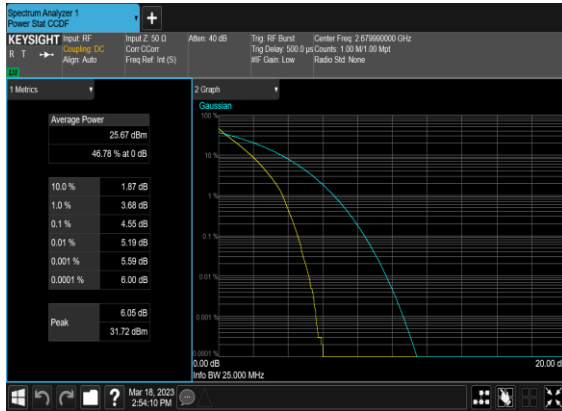 Spectrum Analyzer 1
Power Stat CCDF
KEYSIGHT Input: RF Input Z: 50 Ω Atten: 40 dB Trig: RF Burst Center Freq: 2.679990000 GHz
R T Coupling: DC Corr CCorr Trig Delay: 500.0 µs Counts: 1.00 M/1.00 Mpt
Align: Auto Freq Ref: Int (S) #IF Gain: Low Radio Std: None
1 Metrics
2 Graph
Average Power
25.67 dBm
46.78 % at 0 dB
10.0 % 1.87 dB
1.0 % 3.68 dB
0.1 % 4.55 dB
0.01 % 5.19 dB
0.001 % 5.59 dB
0.0001 % 6.00 dB
Peak 6.05 dB
31.72 dBm
Gaussian
100 %
10 %
1 %
0.1 %
0.01 %
0.001 %
0.0001 %
0.00 dB 20.00 d
Info BW 25.000 MHz
? Mar 18, 2023
2:54:10 PM